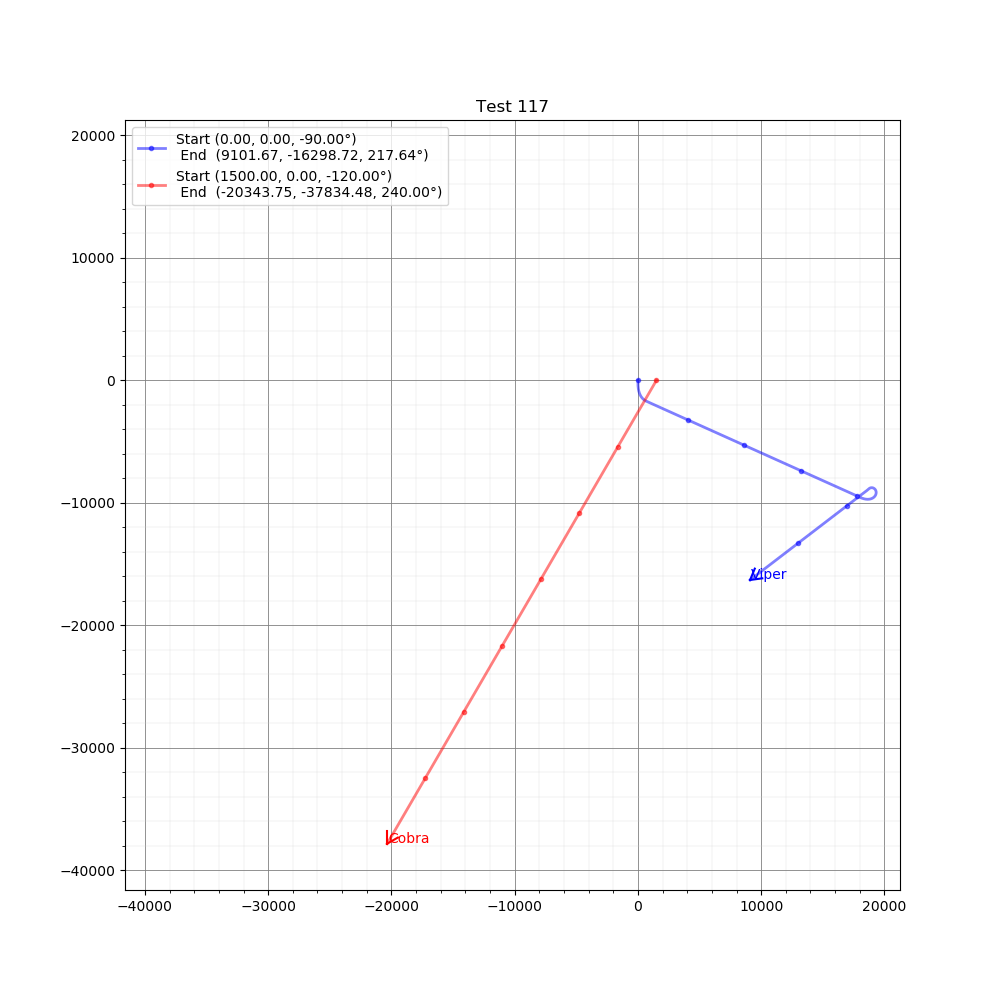 Test 117
Start (0.00, 0.00, -90.00°)
End  (9101.67, -16298.72, 217.64°)
Start (1500.00, 0.00, -120.00°)
End  (-20343.75, -37834.48, 240.00°)
20000
10000
0
−10000
−20000
−30000
−40000
Viper
Cobra
−40000 −30000 −20000 −10000 0 10000 20000